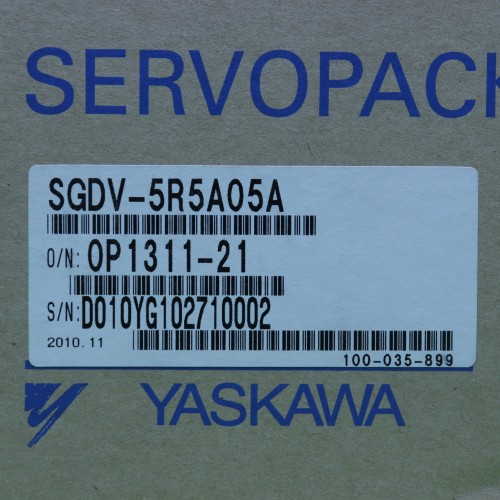 SERVOPACK
SGDV-5R5A05A
O/N: OP1311-21
S/N: D010YG102710002
2010.11
100-035-899
YASKAWA